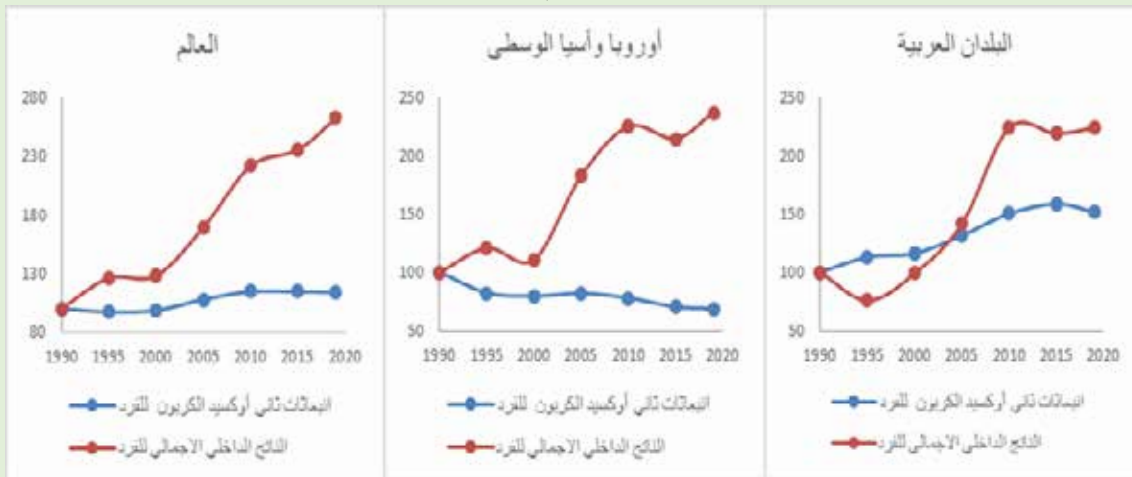 البلدان العربية
250
200
150
100
50
1990 1995 2000 2005 2010 2015 2020
انبعاثات ثاني أوكسيد الكربون للفرد
الناتج الداخلي الاجمالي للفرد
أوروبا وأسيا الوسطى
250
200
150
100
50
1990 1995 2000 2005 2010 2015 2020
انبعاثات ثاني أوكسيد الكربون للفرد
الناتج الداخلي الاجمالي للفرد
العالم
280
230
180
130
80
1990 1995 2000 2005 2010 2015 2020
انبعاثات ثاني أوكسيد الكربون للفرد
الناتج الداخلي الاجمالي للفرد